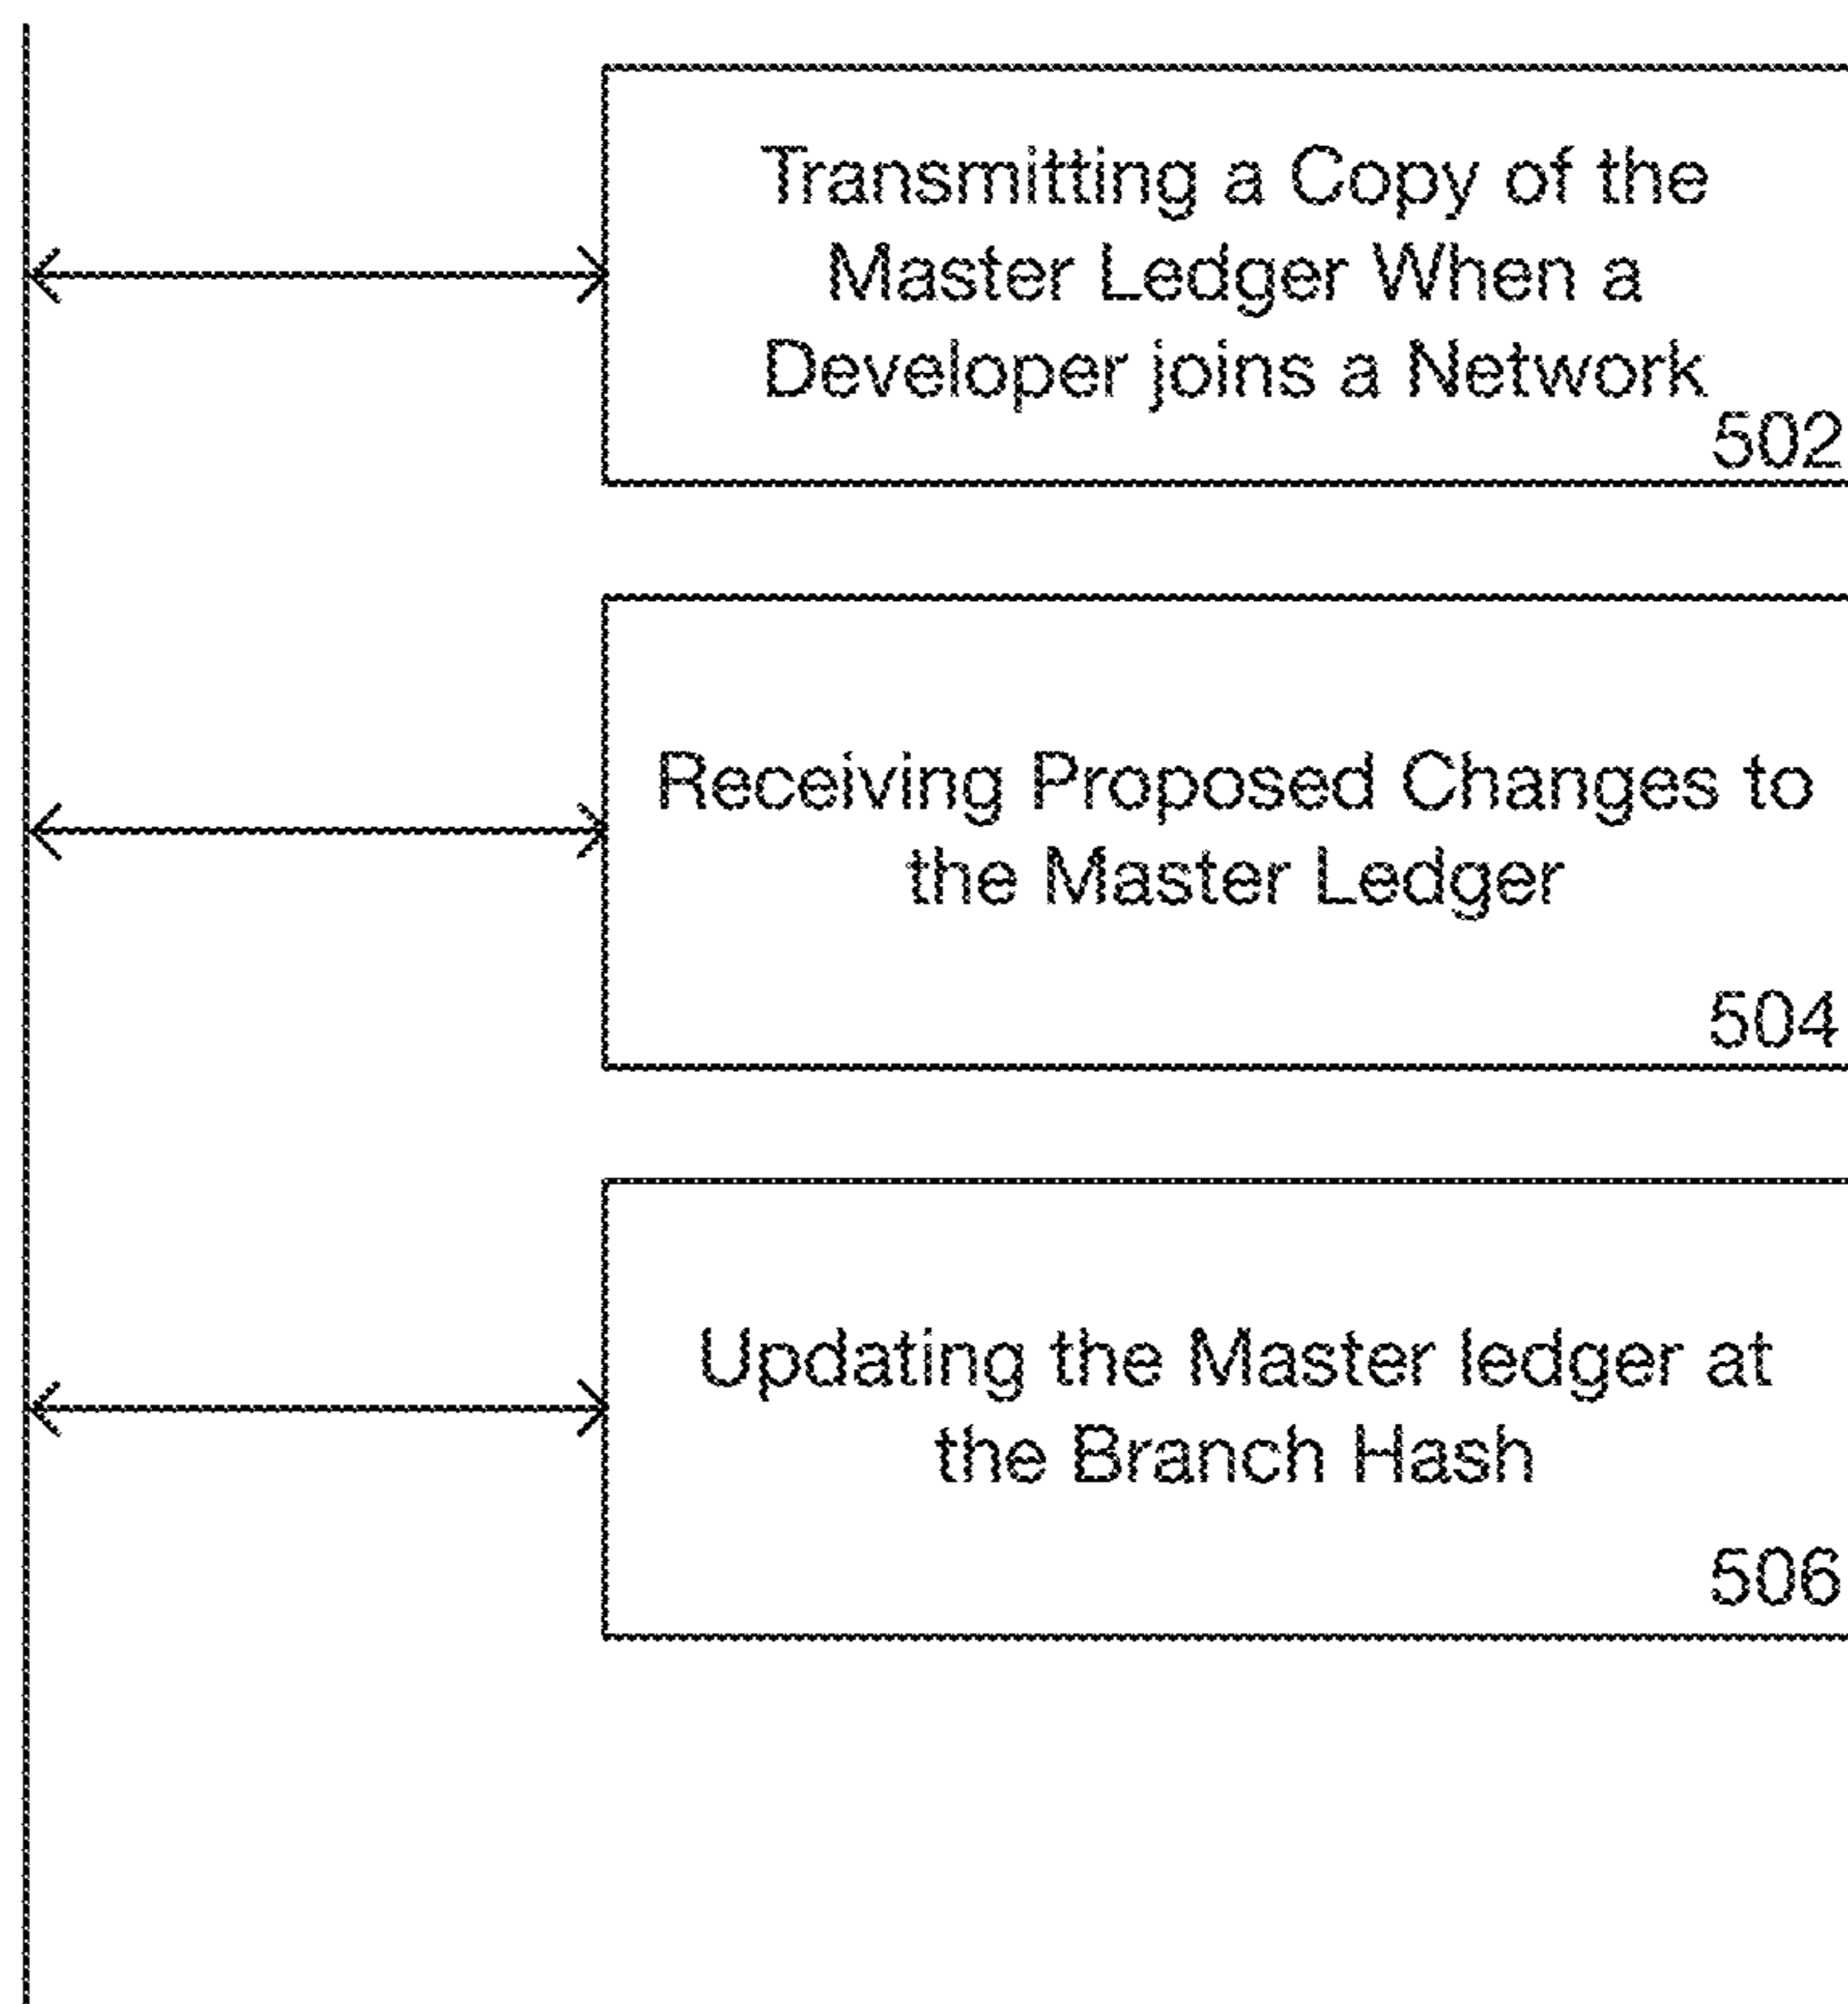 Transmitting a Copy of the
Master Ledger When a
Developer joins a Network
502
Receiving Proposed Changes to
the Master Ledger
504
Updating the Master ledger at
the Branch Hash
506